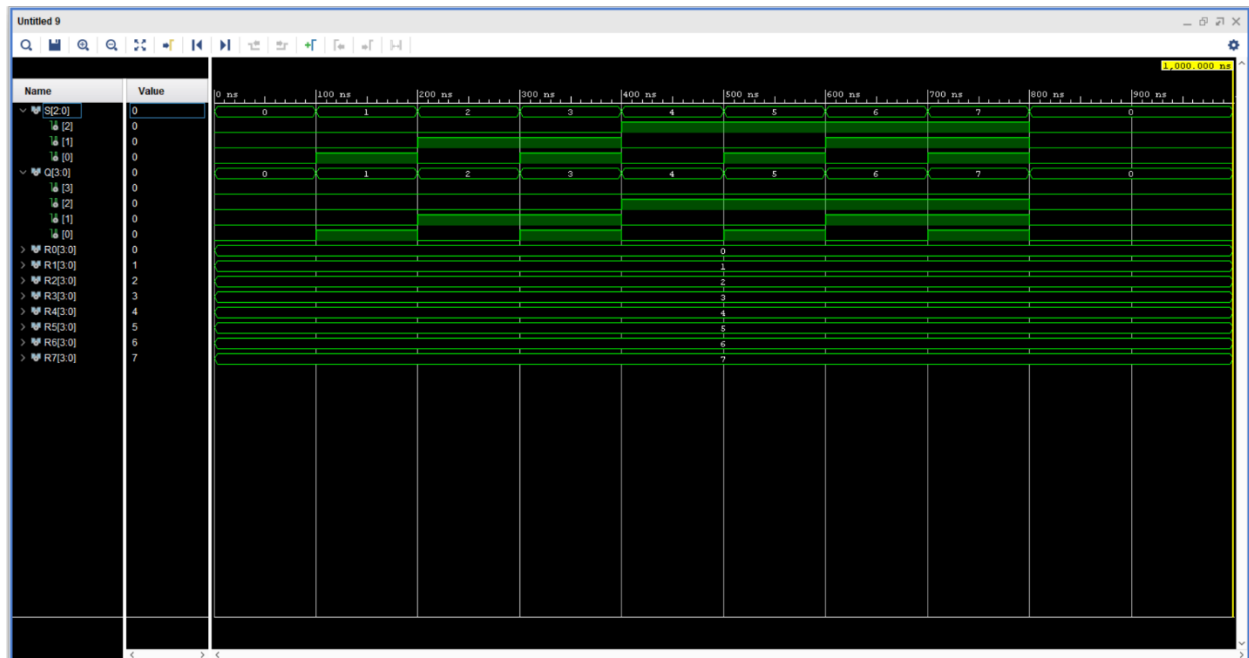 Untitled 9
1,000.000 ns
Name Value
0 ns 100 ns 200 ns 300 ns 400 ns 500 ns 600 ns 700 ns 800 ns 900 ns
S[2:0] 0 0 1 2 3 4 5 6 7 0
[2] 0
[1] 0
[0] 0
Q[3:0] 0 0 1 2 3 4 5 6 7 0
[3] 0
[2] 0
[1] 0
[0] 0
R0[3:0] 0 0
R1[3:0] 1 1
R2[3:0] 2 2
R3[3:0] 3 3
R4[3:0] 4 4
R5[3:0] 5 5
R6[3:0] 6 6
R7[3:0] 7 7